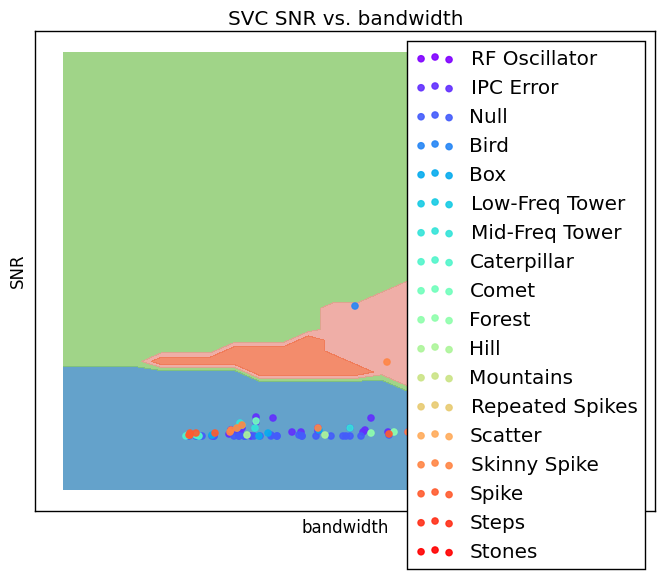 SVC SNR vs. bandwidth
SNR
RF Oscillator
IPC Error
Null
Bird
Box
Low-Freq Tower
Mid-Freq Tower
Caterpillar
Comet
Forest
Hill
Mountains
Repeated Spikes
Scatter
Skinny Spike
Spike
Steps
Stones
bandwidth